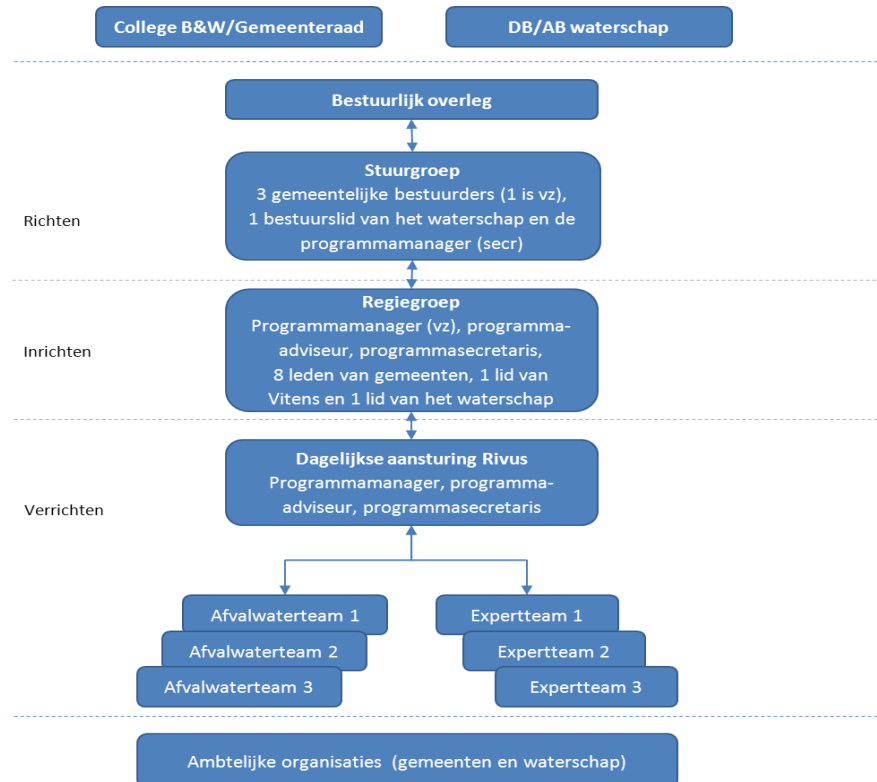 College B&W/Gemeenteraad
DB/AB waterschap
Bestuurlijk overleg
Stuurgroep
3 gemeentelijke bestuurders (1 is vz),
1 bestuurslid van het waterschap en de
programmamanager (secr)
Richten
Regiegroep
Programmamanager (vz), programma-
adviseur, programmasecretaris,
8 leden van gemeenten, 1 lid van
Vitens en 1 lid van het waterschap
Inrichten
Dagelijkse aansturing Rivus
Programmamanager, programma-
adviseur, programmasecretaris
Verrichten
Afvalwaterteam 1
Afvalwaterteam 2
Afvalwaterteam 3
Expertteam 1
Expertteam 2
Expertteam 3
Ambtelijke organisaties (gemeenten en waterschap)